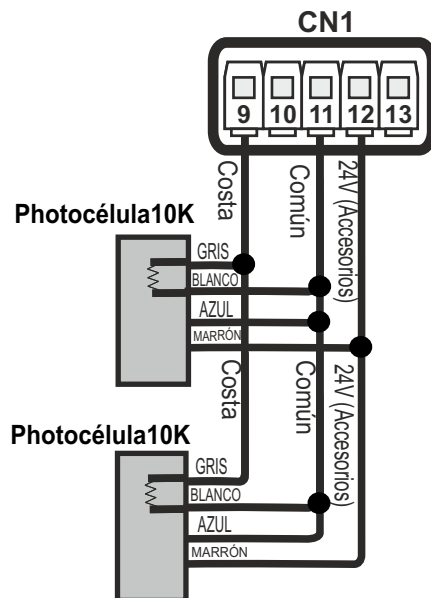 CN1
9 10 11 12 13
Costa
Común
24V (Accesorios)
Photocélula10K
GRIS
BLANCO
AZUL
MARRÓN
Costa
Común
24V (Accesorios)
Photocélula10K
GRIS
BLANCO
AZUL
MARRÓN